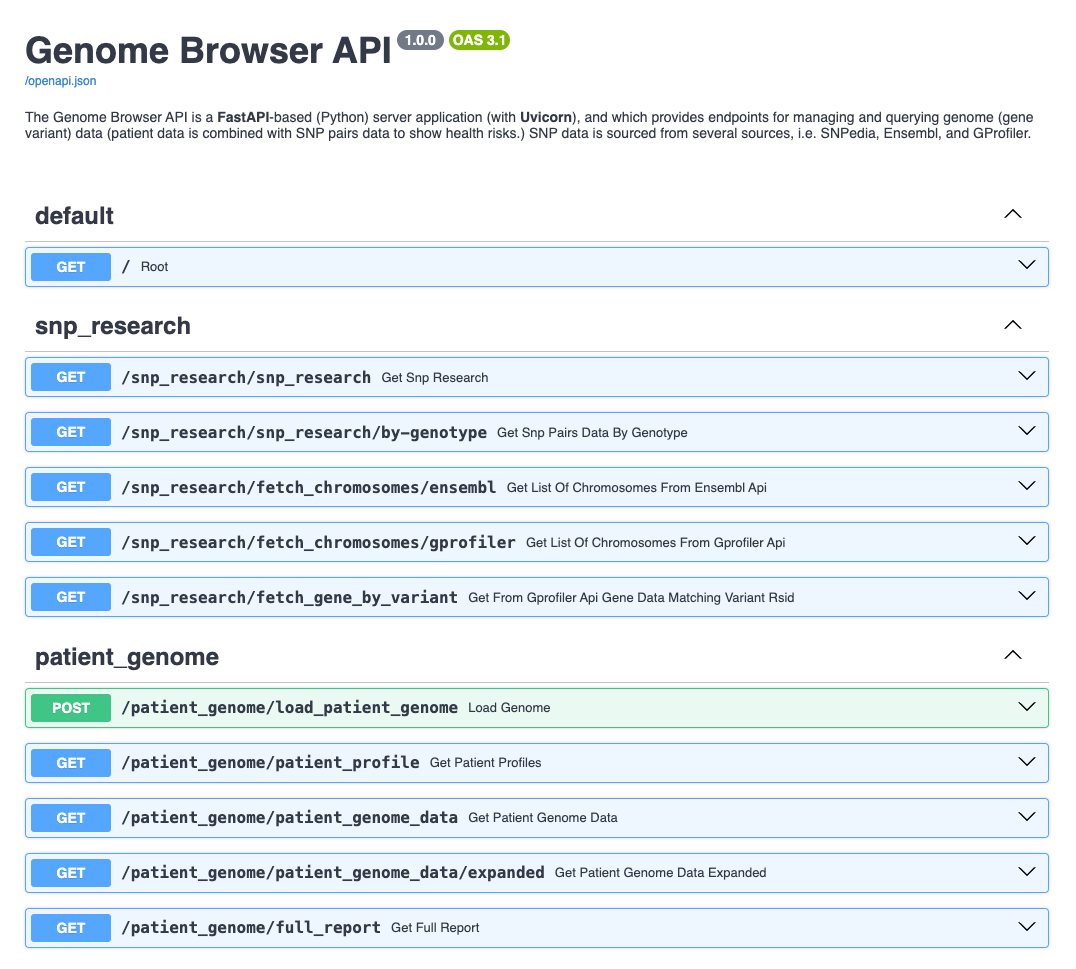 Genome Browser API 1.0.0 OAS 3.1
/openapi.json
The Genome Browser API is a FastAPI-based (Python) server application (with Uvicorn), and which provides endpoints for managing and querying genome (gene
variant) data (patient data is combined with SNP pairs data to show health risks.) SNP data is sourced from several sources, i.e. SNPedia, Ensembl, and GProfiler.
default
GET / Root
snp_research
GET /snp_research/snp_research Get Snp Research
GET /snp_research/snp_research/by-genotype Get Snp Pairs Data By Genotype
GET /snp_research/fetch_chromosomes/ensembl Get List Of Chromosomes From Ensembl Api
GET /snp_research/fetch_chromosomes/gprofiler Get List Of Chromosomes From Gprofiler Api
GET /snp_research/fetch_gene_by_variant Get From Gprofiler Api Gene Data Matching Variant Rsid
patient_genome
POST /patient_genome/load_patient_genome Load Genome
GET /patient_genome/patient_profile Get Patient Profiles
GET /patient_genome/patient_genome_data Get Patient Genome Data
GET /patient_genome/patient_genome_data/expanded Get Patient Genome Data Expanded
GET /patient_genome/full_report Get Full Report